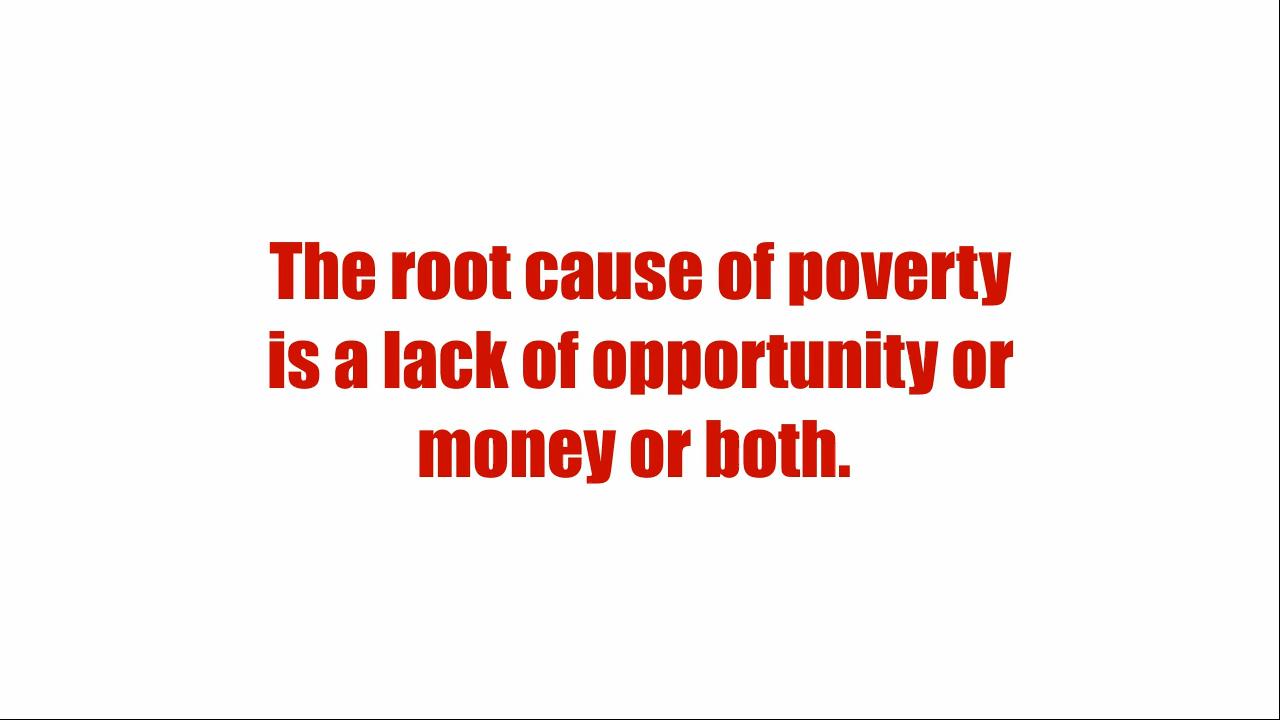 The root cause of poverty
is a lack of opportunity or
money or both.